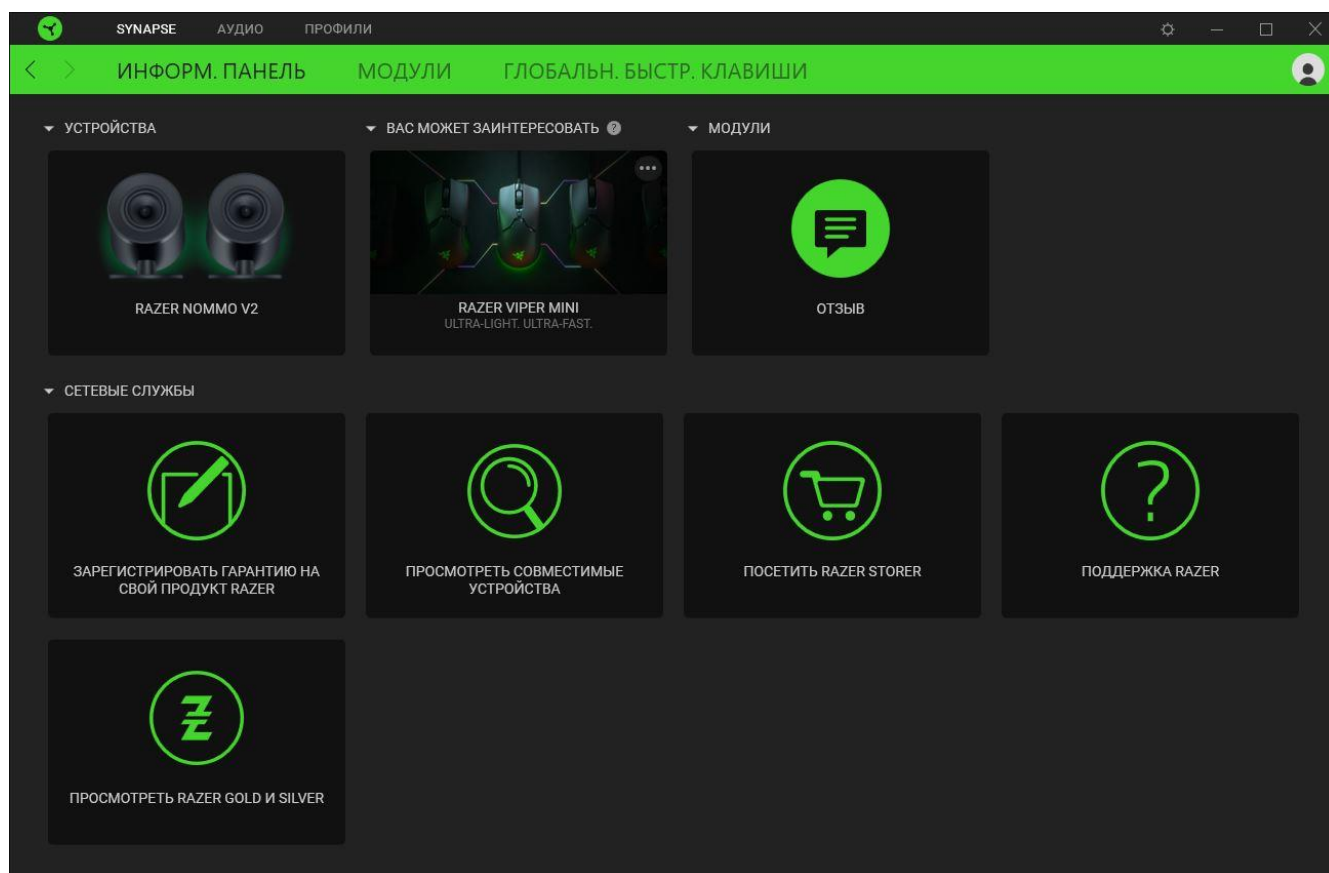 SYNAPSE АУДИО ПРОФИЛИ
ИНФОРМ. ПАНЕЛЬ МОДУЛИ ГЛОБАЛЬН. БЫСТР. КЛАВИШИ
УСТРОЙСТВА
RAZER NOMMO V2
ВАС МОЖЕТ ЗАИНТЕРЕСОВАТЬ ?
RAZER VIPER MINI
ULTRA-LIGHT. ULTRA-FAST.
МОДУЛИ
ОТЗЫВ
СЕТЕВЫЕ СЛУЖБЫ
ЗАРЕГИСТРИРОВАТЬ ГАРАНТИЮ НА
СВОЙ ПРОДУКТ RAZER
ПРОСМОТРЕТЬ СОВМЕСТИМЫЕ
УСТРОЙСТВА
ПОСЕТИТЬ RAZER STORER
ПОДДЕРЖКА RAZER
ПРОСМОТРЕТЬ RAZER GOLD И SILVER